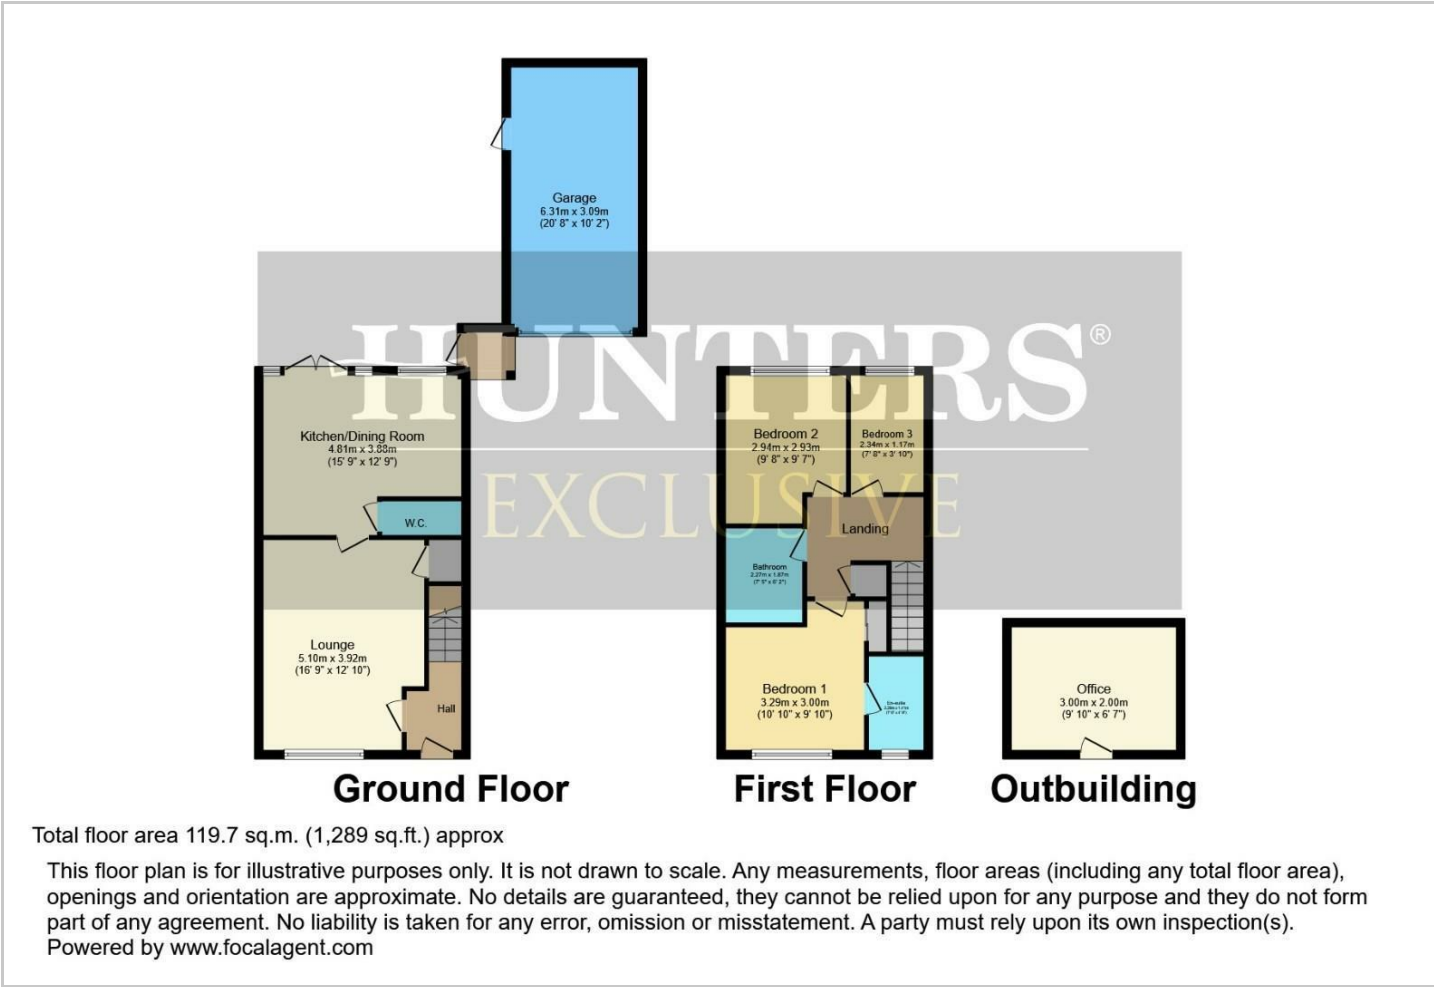 Garage
6.31m x 3.09m
(20' 8" x 10' 2")
HUNTERS®
EXCLUSIVE
Kitchen/Dining Room
4.81m x 3.88m
(15' 9" x 12' 9")
W.C.
Lounge
5.10m x 3.92m
(16' 9" x 12' 10")
Hall
Ground Floor
Bedroom 2
2.94m x 2.93m
(9' 8" x 9' 7")
Bedroom 3
2.34m x 1.17m
(7' 8" x 3' 10")
Landing
Bathroom
2.27m x 1.87m
(7' 5" x 6' 2")
Bedroom 1
3.29m x 3.00m
(10' 10" x 9' 10")
En-suite
First Floor
Office
3.00m x 2.00m
(9' 10" x 6' 7")
Outbuilding
Total floor area 119.7 sq.m. (1,289 sq.ft.) approx
This floor plan is for illustrative purposes only. It is not drawn to scale. Any measurements, floor areas (including any total floor area),
openings and orientation are approximate. No details are guaranteed, they cannot be relied upon for any purpose and they do not form
part of any agreement. No liability is taken for any error, omission or misstatement. A party must rely upon its own inspection(s).
Powered by www.focalagent.com